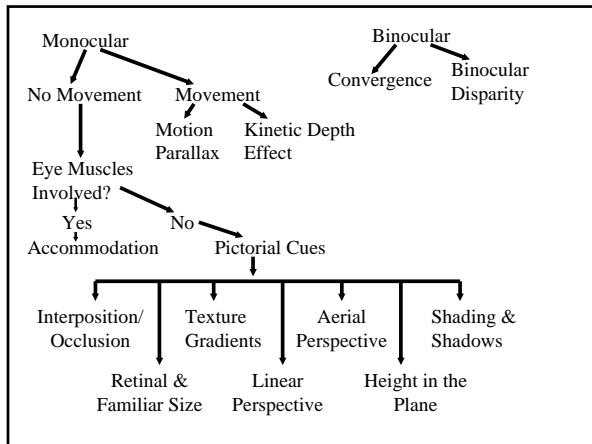 Monocular
Binocular
No Movement
Movement
Convergence
Binocular
Disparity
Motion
Parallax
Kinetic Depth
Effect
Eye Muscles
Involved?
Yes
No
Accommodation
Pictorial Cues
Interposition/
Occlusion
Texture
Gradients
Aerial
Perspective
Shading &
Shadows
Retinal &
Familiar Size
Linear
Perspective
Height in the
Plane